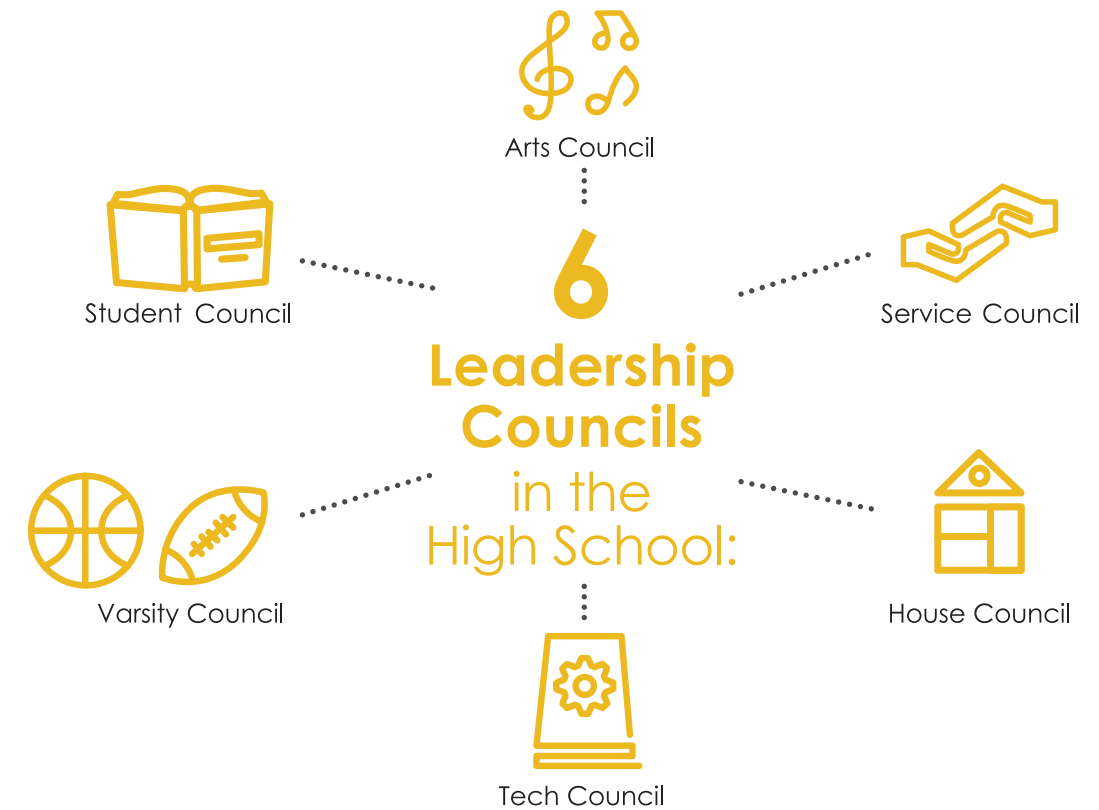 Arts Council
Student Council
Service Council
6
Leadership
Councils
in the
High School:
Varsity Council
House Council
Tech Council